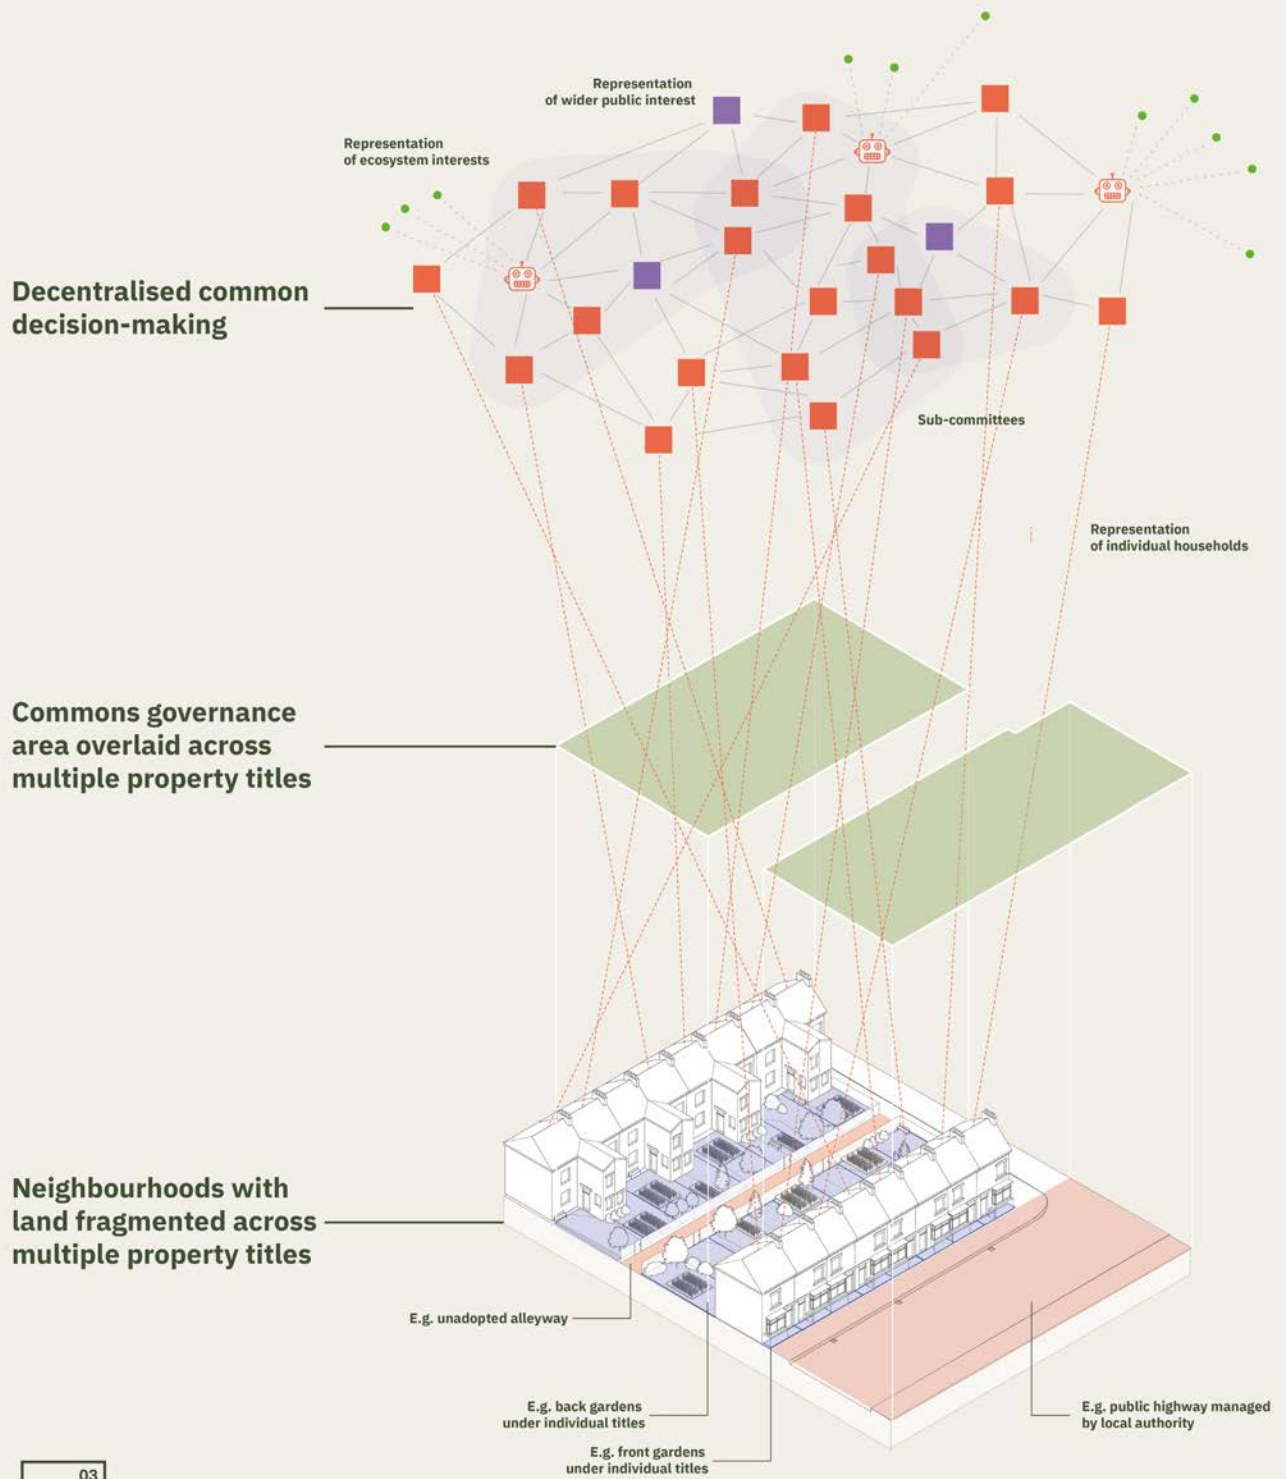 Representation
of wider public interest
Representation
of ecosystem interests
Decentralised common
decision-making
Sub-committees
Representation
of individual households
Commons governance
area overlaid across
multiple property titles
Neighbourhoods with
land fragmented across
multiple property titles
E.g. unadopted alleyway
E.g. back gardens
under individual titles
E.g. public highway managed
by local authority
E.g. front gardens
under individual titles
03